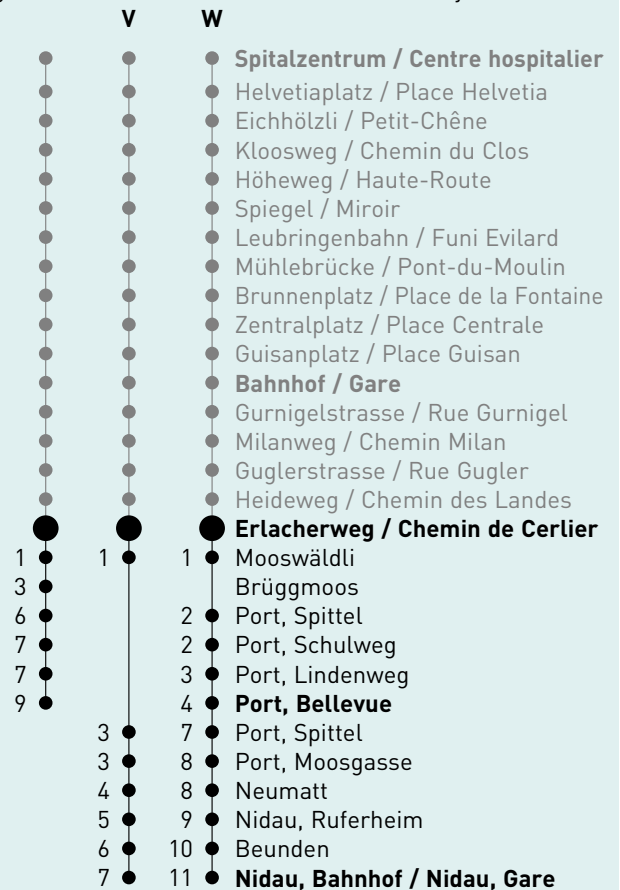 V W
Spitalzentrum / Centre hospitalier
Helvetiaplatz / Place Helvetia
Eichhölzli / Petit-Chêne
Kloosweg / Chemin du Clos
Höheweg / Haute-Route
Spiegel / Miroir
Leubringenbahn / Funi Evilard
Mühlebrücke / Pont-du-Moulin
Brunnenplatz / Place de la Fontaine
Zentralplatz / Place Centrale
Guisanplatz / Place Guisan
Bahnhof / Gare
Gurnigelstrasse / Rue Gurnigel
Milanweg / Chemin Milan
Guglerstrasse / Rue Gugler
Heideweg / Chemin des Landes
Erlacherweg / Chemin de Cerlier
1 1 1 Mooswäldli
3 Brüggmoos
6 2 Port, Spittel
7 2 Port, Schulweg
7 3 Port, Lindenweg
9 4 Port, Bellevue
3 7 Port, Spittel
3 8 Port, Moosgasse
4 8 Neumatt
5 9 Nidau, Ruferheim
6 10 Beunden
7 11 Nidau, Bahnhof / Nidau, Gare